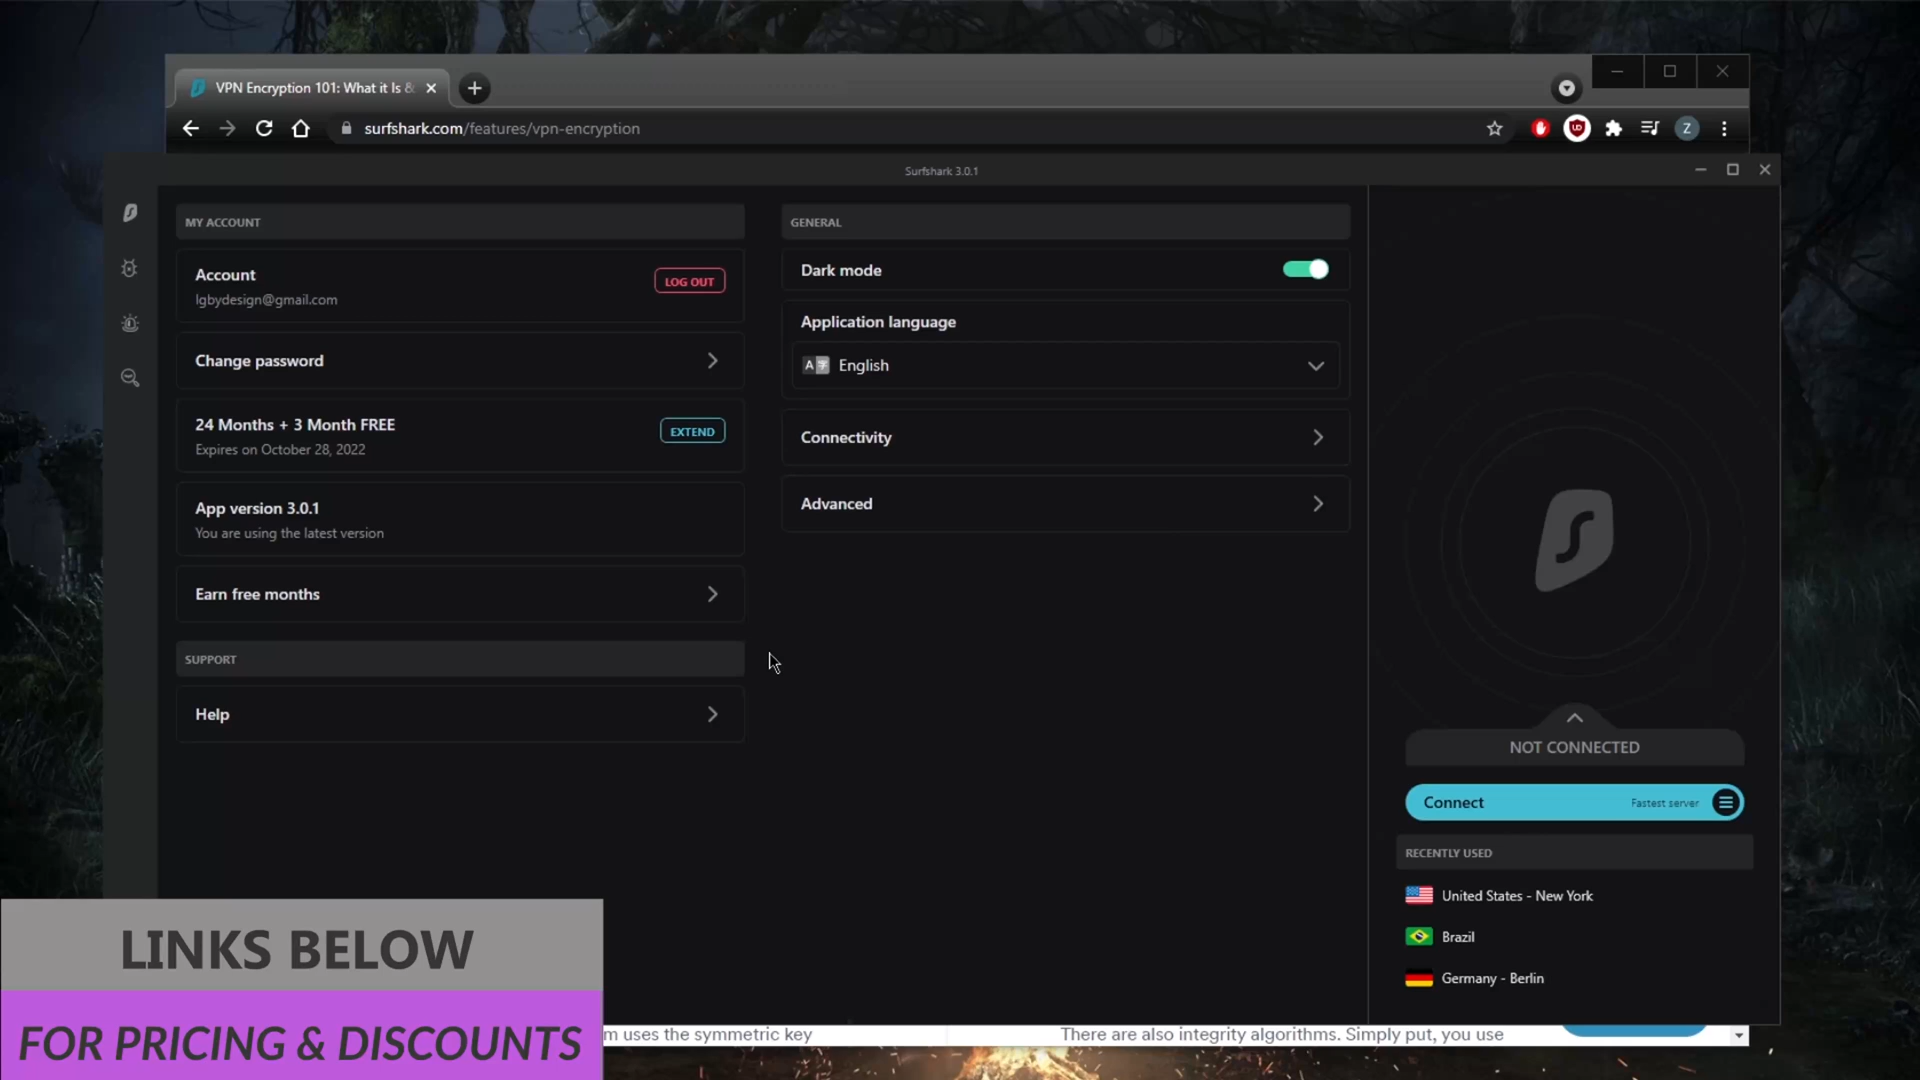 VPN Encryption 101: What it Is &
surfshark.com/features/vpn-encryption
Z
Surfshark 3.0.1
MY ACCOUNT
Account
lgbydesign@gmail.com
LOG OUT
Change password
24 Months + 3 Month FREE
Expires on October 28, 2022
EXTEND
App version 3.0.1
You are using the latest version
Earn free months
SUPPORT
Help
GENERAL
Dark mode
Application language
English
Connectivity
Advanced
NOT CONNECTED
Connect
Fastest server
RECENTLY USED
United States - New York
Brazil
Germany - Berlin
LINKS BELOW
FOR PRICING & DISCOUNTS
m uses the symmetric key
There are also integrity algorithms. Simply put, you use